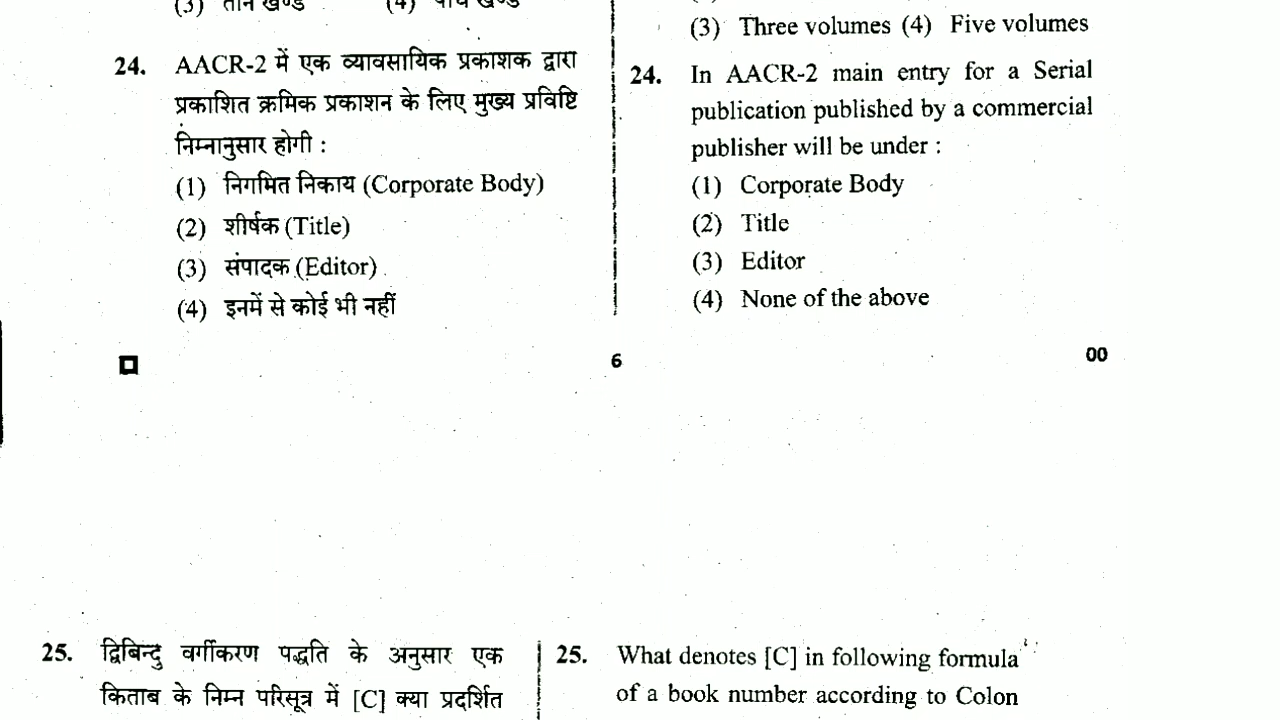 (3) तीन खण्ड (4) पाँच खण्ड
24. AACR-2 में एक व्यावसायिक प्रकाशक द्वारा
प्रकाशित क्रमिक प्रकाशन के लिए मुख्य प्रविष्टि
निम्नानुसार होगी :
(1) निगमित निकाय (Corporate Body)
(2) शीर्षक (Title)
(3) संपादक (Editor)
(4) इनमें से कोई भी नहीं
(3) Three volumes (4) Five volumes
24. In AACR-2 main entry for a Serial
publication published by a commercial
publisher will be under :
(1) Corporate Body
(2) Title
(3) Editor
(4) None of the above
6
00
25. द्विबिन्दु वर्गीकरण पद्धति के अनुसार एक
किताब के निम्न परिसूत्र में [C] क्या प्रदर्शित
25. What denotes [C] in following formula
of a book number according to Colon